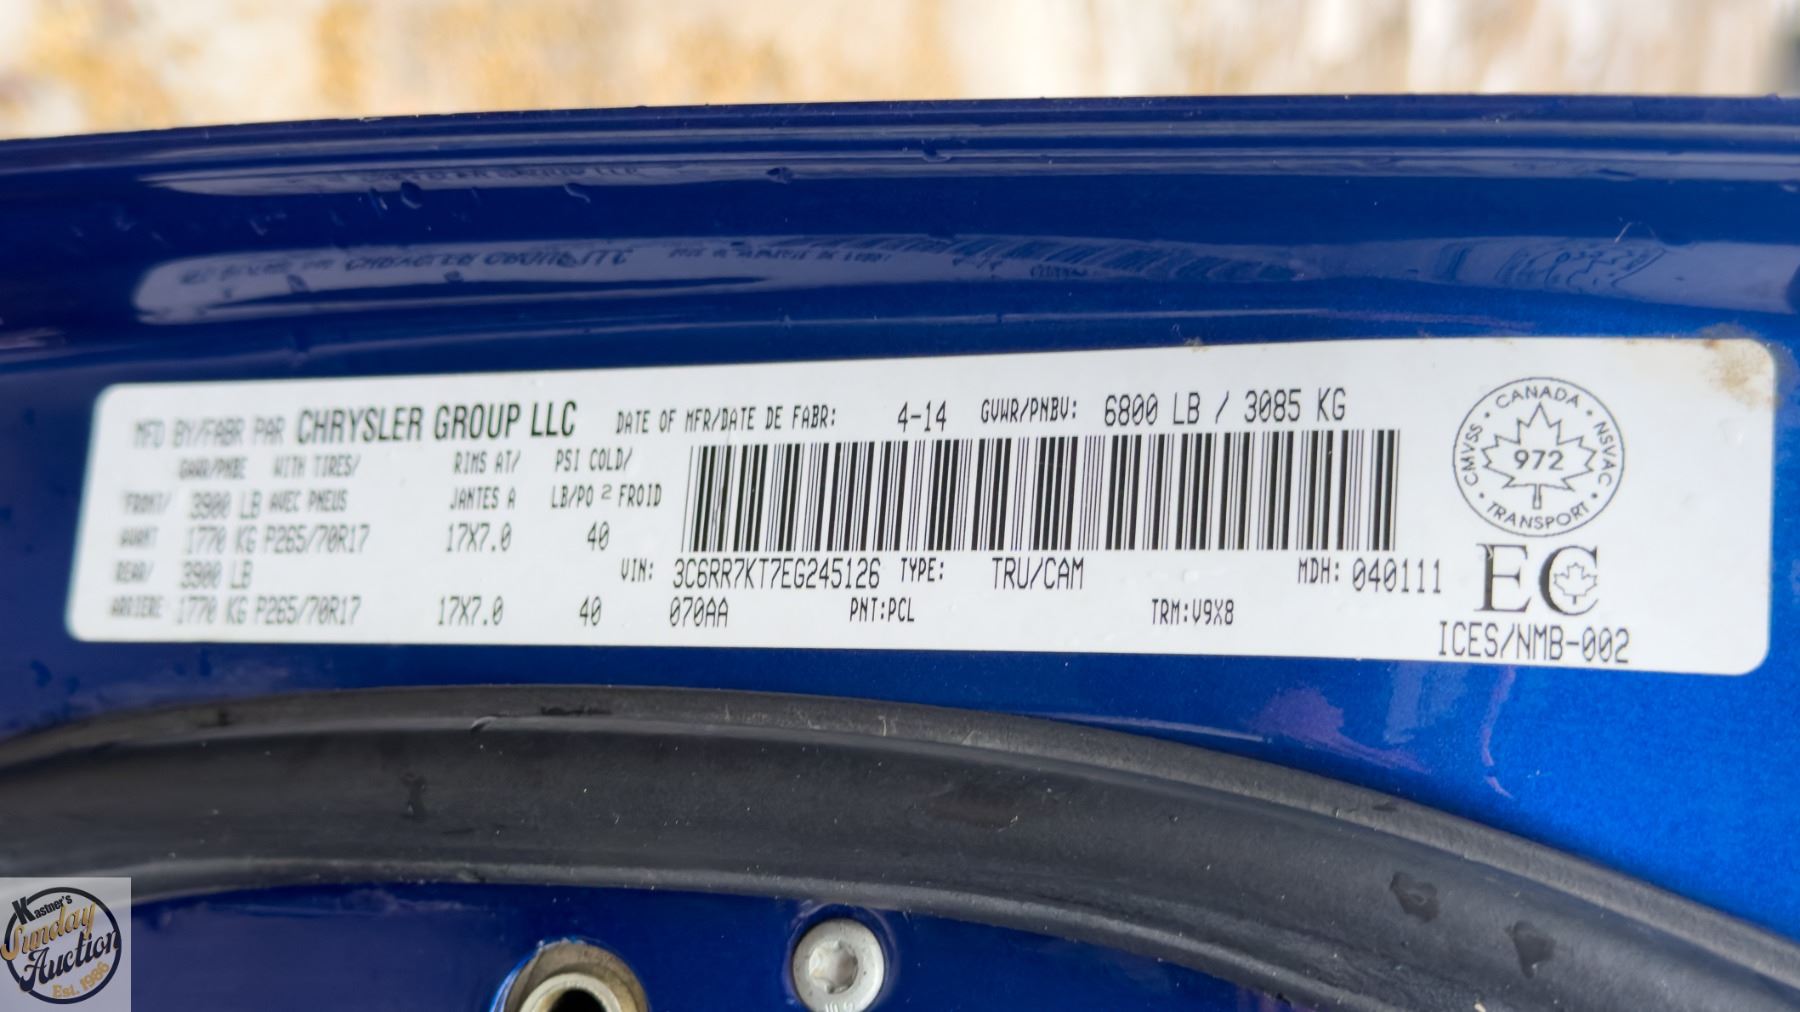 MFD BY/FABR PAR CHRYSLER GROUP LLC DATE OF MFR/DATE DE FABR: 4-14 GVWR/PNBV: 6800 LB / 3085 KG
GAWR/PNBE WITH TIRES/ RIMS AT/ PSI COLD/
FRONT/ 3900 LB AVEC PNEUS JANTES A LB/PO 2 FROID
AVANT 1770 KG P265/70R17 17X7.0 40
REAR/ 3900 LB VIN: 3C6RR7KT7EG245126 TYPE: TRU/CAM MDH: 040111
ARRIERE 1770 KG P265/70R17 17X7.0 40 070AA PNT:PCL TRM:V9X8
CANADA
CMVSS · NSVAC
972
TRANSPORT
EC
ICES/NMB-002
Kastner's
Sunday
Auction
Est. 1986